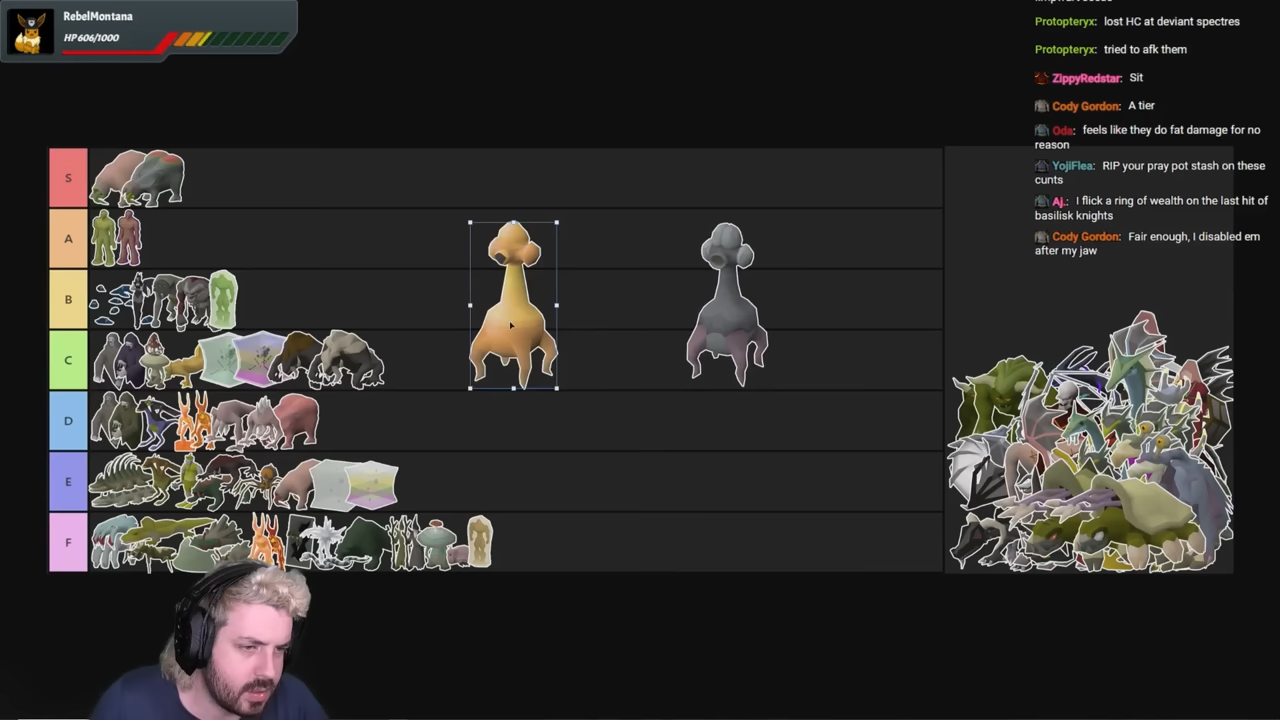 RebelMontana
HP 606/1000
Protopteryx: lost HC at deviant spectres
Protopteryx: tried to afk them
ZippyRedstar: Sit
Cody Gordon: A tier
Oda: feels like they do fat damage for no
reason
YojiFlea: RIP your pray pot stash on these
cunts
Aj.: I flick a ring of wealth on the last hit of
basilisk knights
Cody Gordon: Fair enough, I disabled em
after my jaw
S
A
B
C
D
E
F